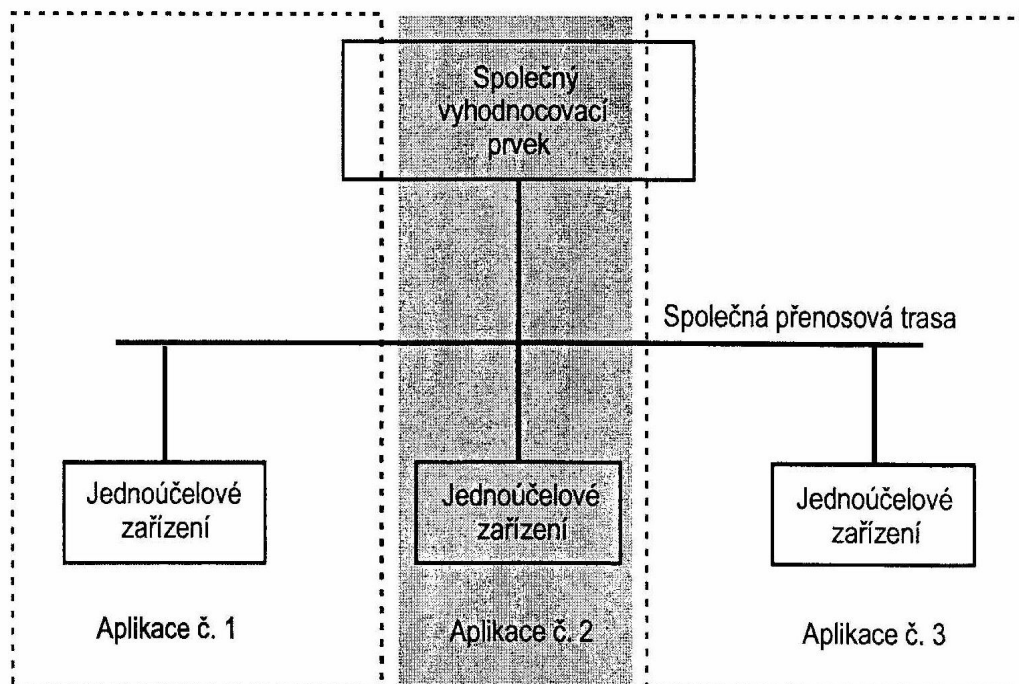 Společný
vyhodnocovací
prvek
Společná přenosová trasa
Jednoúčelové
zařízení
Jednoúčelové
zařízení
Jednoúčelové
zařízení
Aplikace č. 1
Aplikace č. 2
Aplikace č. 3